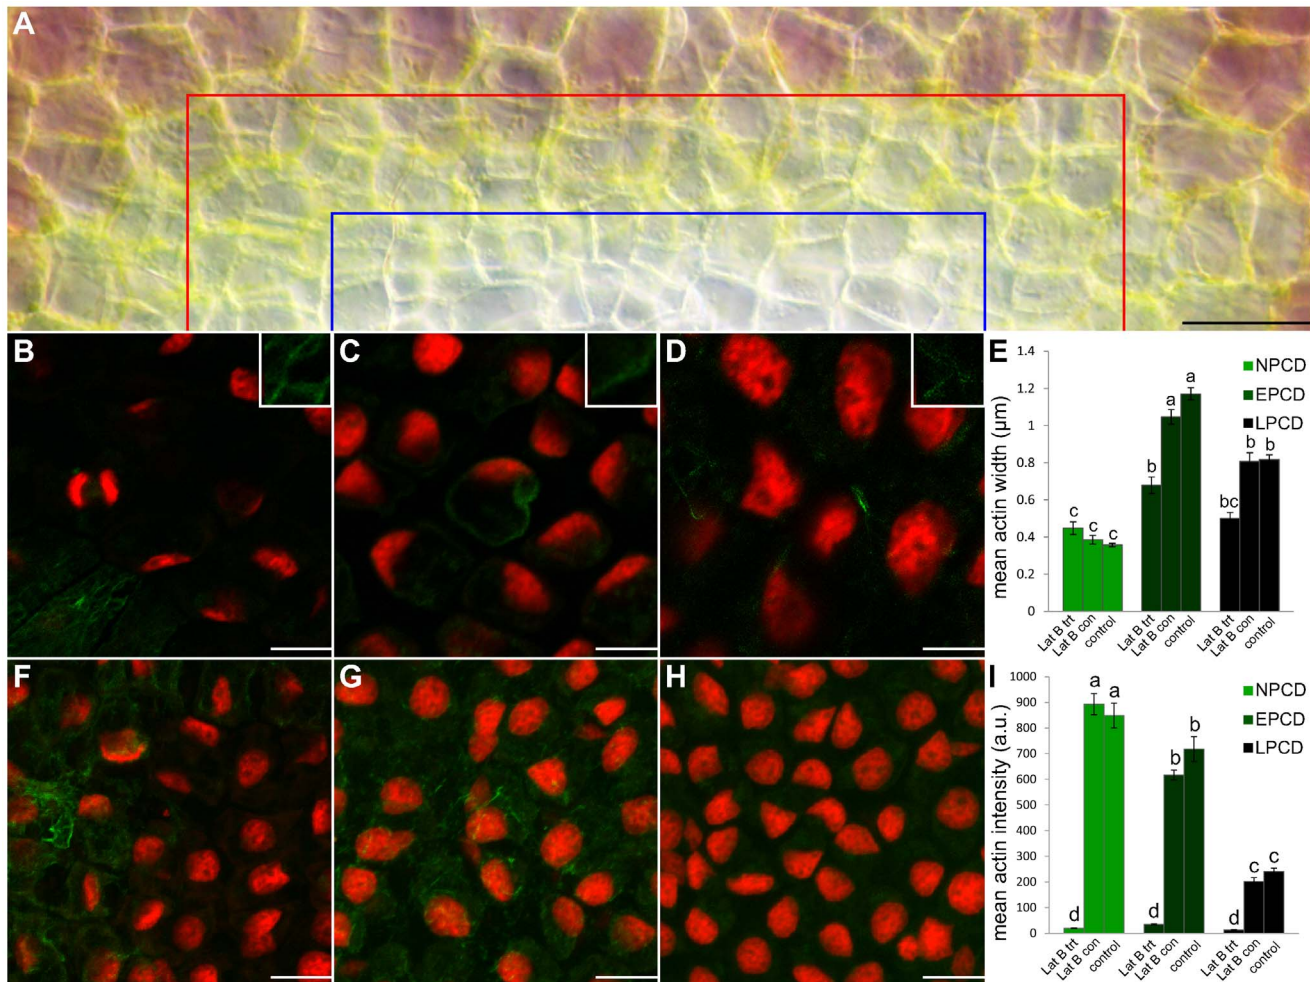 A
B
C
D
E
mean actin width (µm)
1.4
1.2
1
0.8
0.6
0.4
0.2
0
NPCD
EPCD
LPCD
c
c
c
b
a
a
bc
b
b
Lat B trt
Lat B con
control
Lat B trt
Lat B con
control
Lat B trt
Lat B con
control
F
G
H
I
mean actin intensity (a.u.)
1000
900
800
700
600
500
400
300
200
100
0
NPCD
EPCD
LPCD
d
a
a
d
b
b
d
c
c
Lat B trt
Lat B con
control
Lat B trt
Lat B con
control
Lat B trt
Lat B con
control